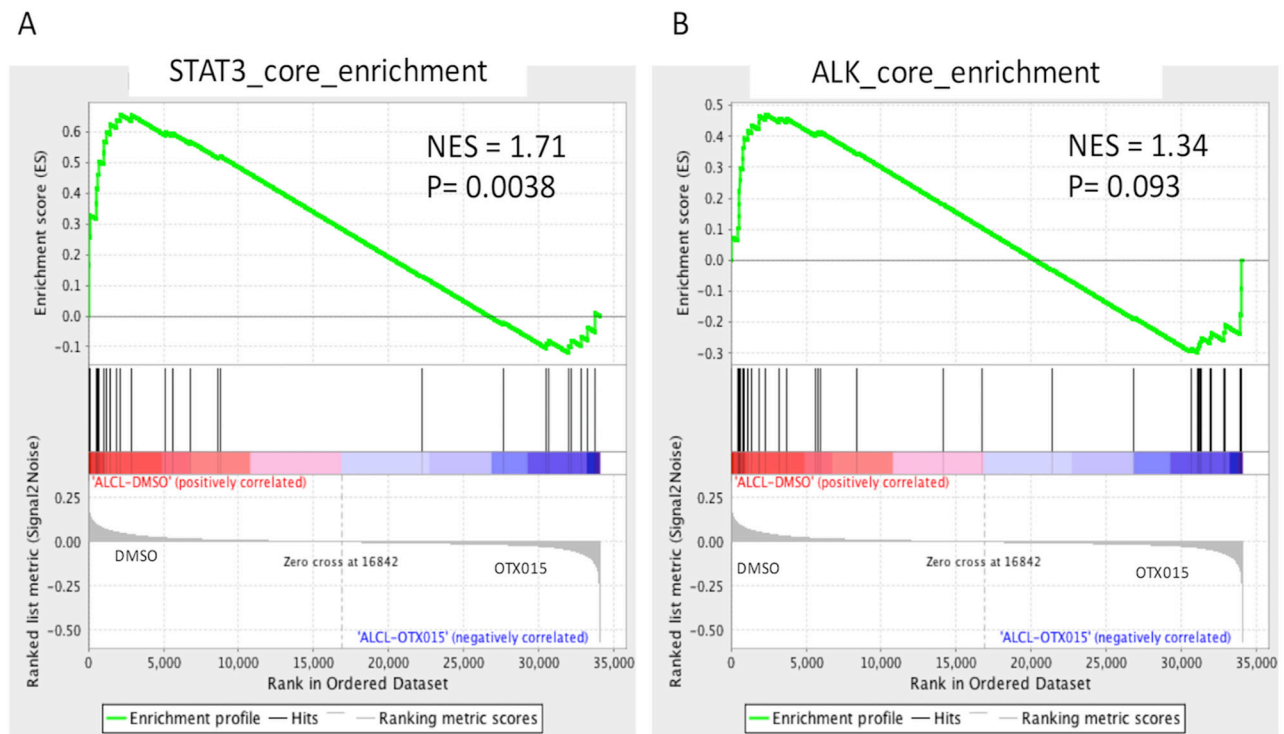 A
STAT3_core_enrichment
NES = 1.71
P= 0.0038
Enrichment score (ES)
0.6
0.5
0.4
0.3
0.2
0.1
0.0
-0.1
'ALCL-DMSO' (positively correlated)
Ranked list metric (Signal2Noise)
0.25
0.00
-0.25
-0.50
DMSO
Zero cross at 16842
OTX015
'ALCL-OTX015' (negatively correlated)
0 5,000 10,000 15,000 20,000 25,000 30,000 35,000
Rank in Ordered Dataset
Enrichment profile Hits Ranking metric scores
B
ALK_core_enrichment
NES = 1.34
P= 0.093
Enrichment score (ES)
0.5
0.4
0.3
0.2
0.1
0.0
-0.1
-0.2
-0.3
'ALCL-DMSO' (positively correlated)
Ranked list metric (Signal2Noise)
0.25
0.00
-0.25
-0.50
DMSO
Zero cross at 16842
OTX015
'ALCL-OTX015' (negatively correlated)
0 5,000 10,000 15,000 20,000 25,000 30,000 35,000
Rank in Ordered Dataset
Enrichment profile Hits Ranking metric scores